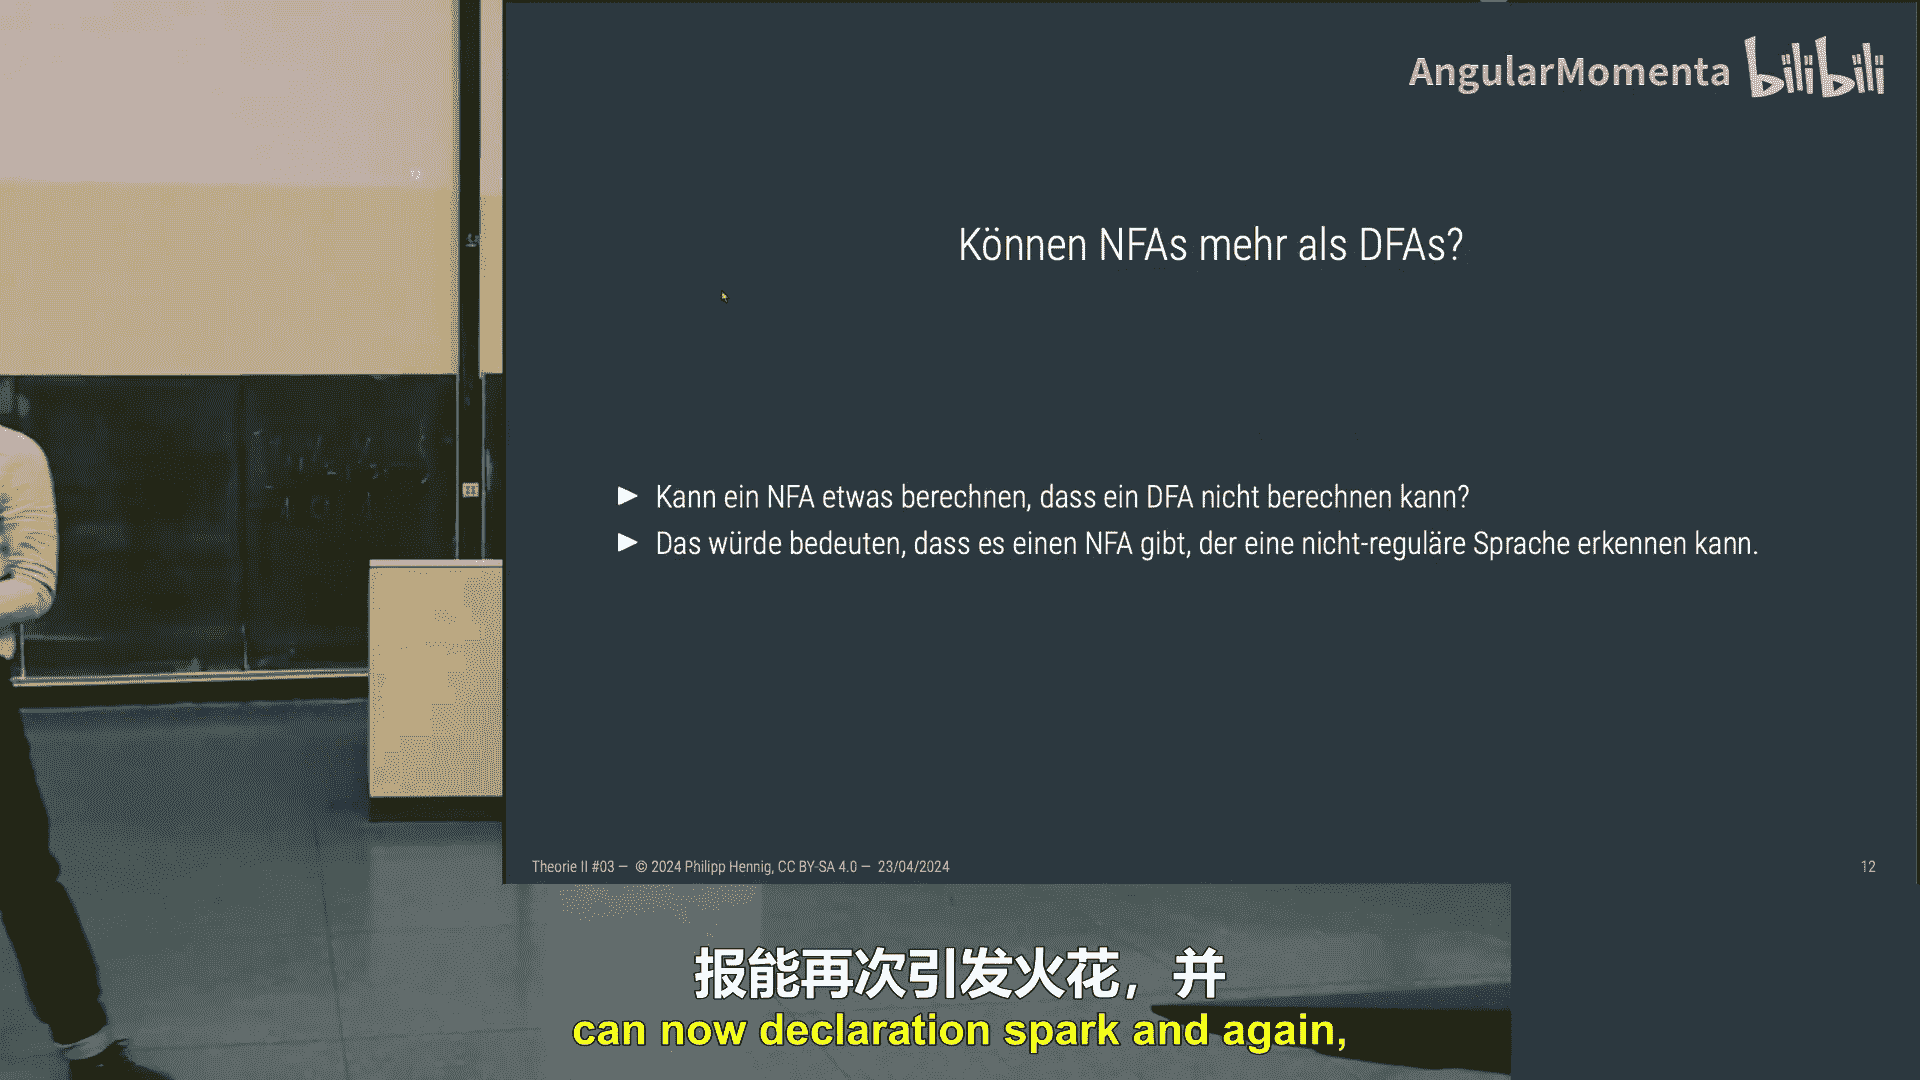 AngularMomenta bilibili
Können NFAs mehr als DFAs?
► Kann ein NFA etwas berechnen, dass ein DFA nicht berechnen kann?
► Das würde bedeuten, dass es einen NFA gibt, der eine nicht-reguläre Sprache erkennen kann.
Theorie II #03 — © 2024 Philipp Hennig, CC BY-SA 4.0 — 23/04/2024
12
报能再次引发火花，并
can now declaration spark and again,